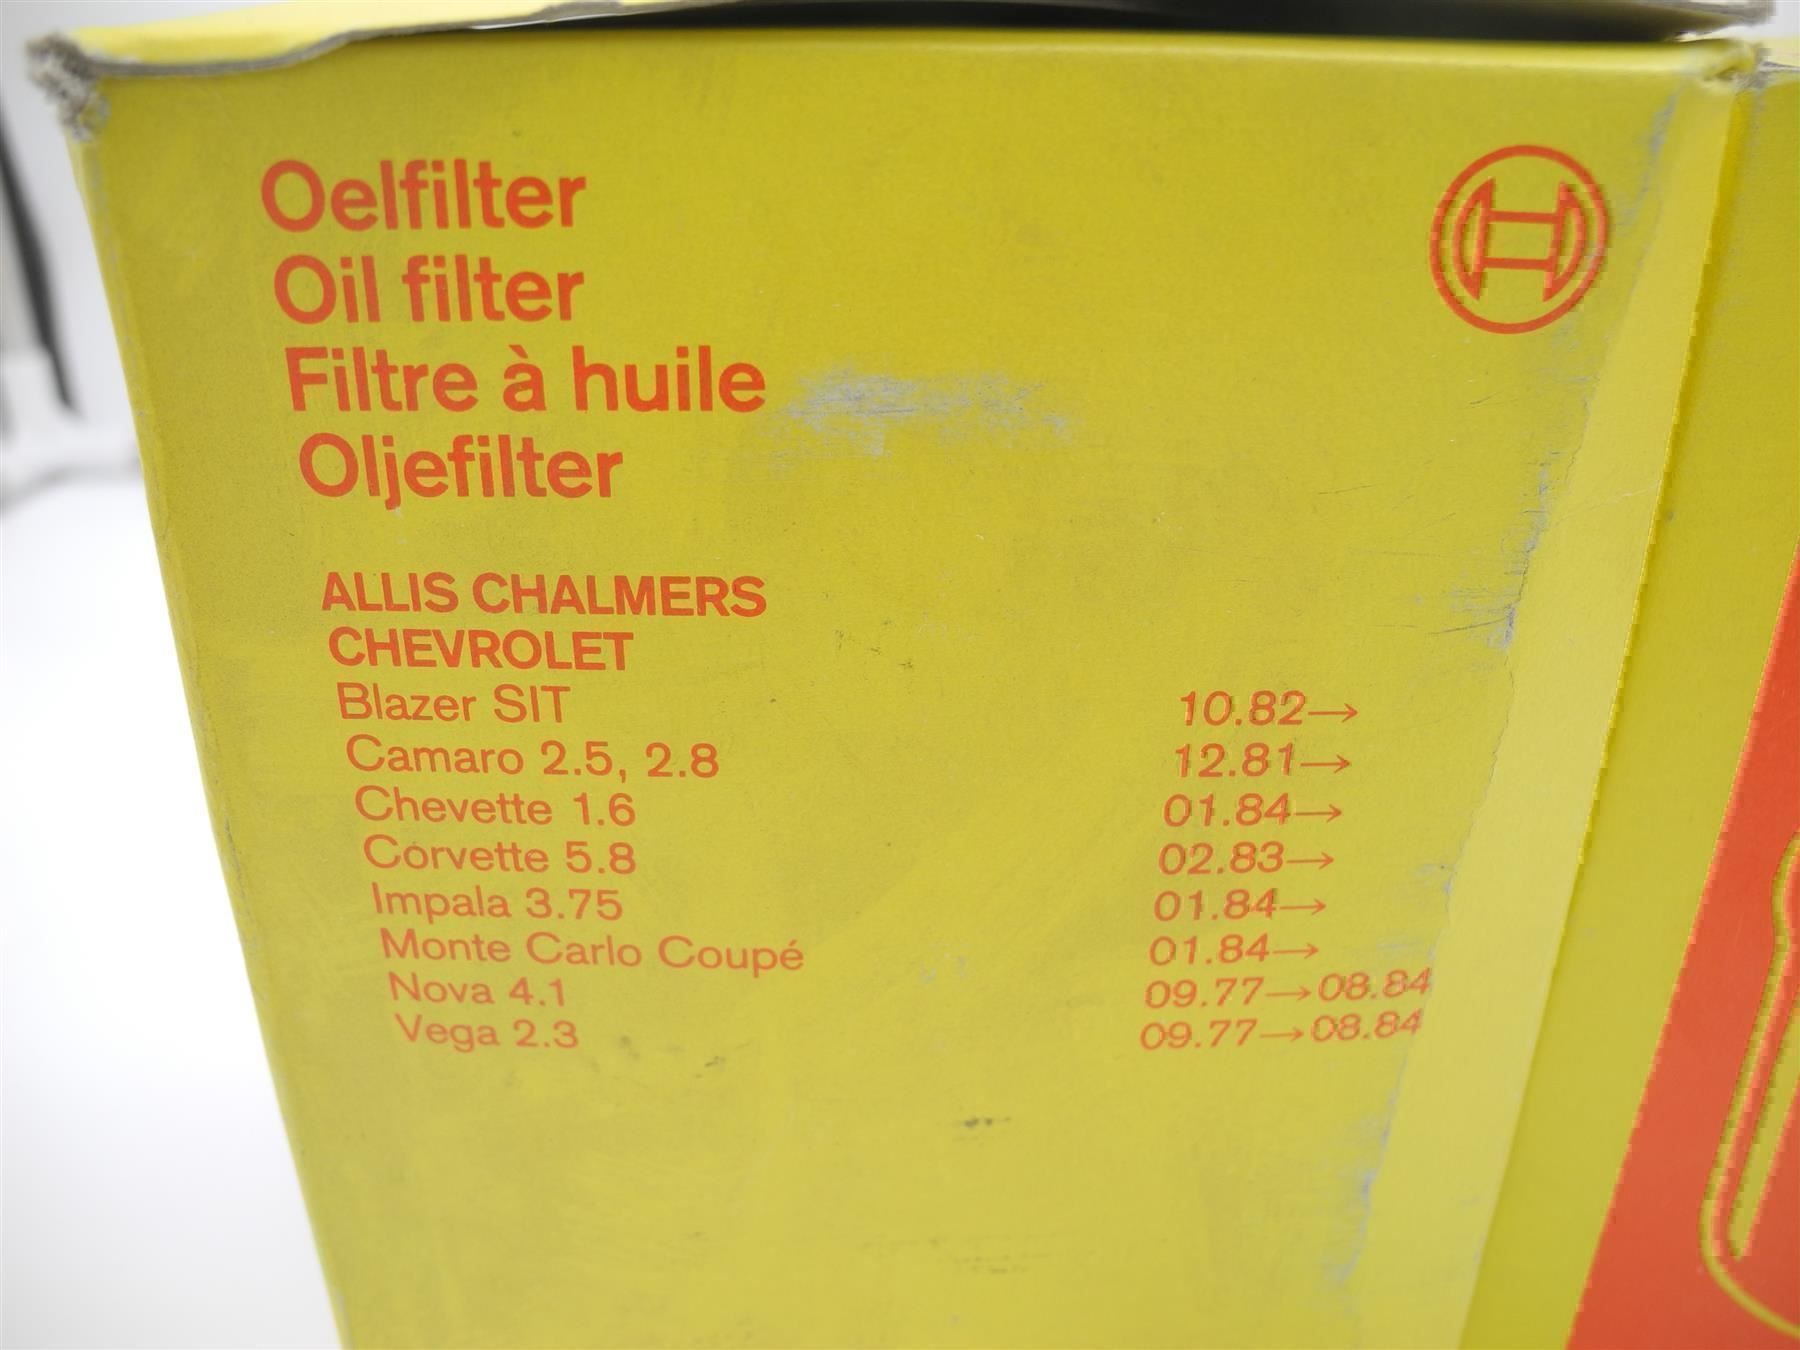 Oelfilter
Oil filter
Filtre à huile
Oljefilter
ALLIS CHALMERS
CHEVROLET
Blazer SIT 10.82→
Camaro 2.5, 2.8 12.81→
Chevette 1.6 01.84→
Corvette 5.8 02.83→
Impala 3.75 01.84→
Monte Carlo Coupé 01.84→
Nova 4.1 09.77→08.84
Vega 2.3 09.77→08.84